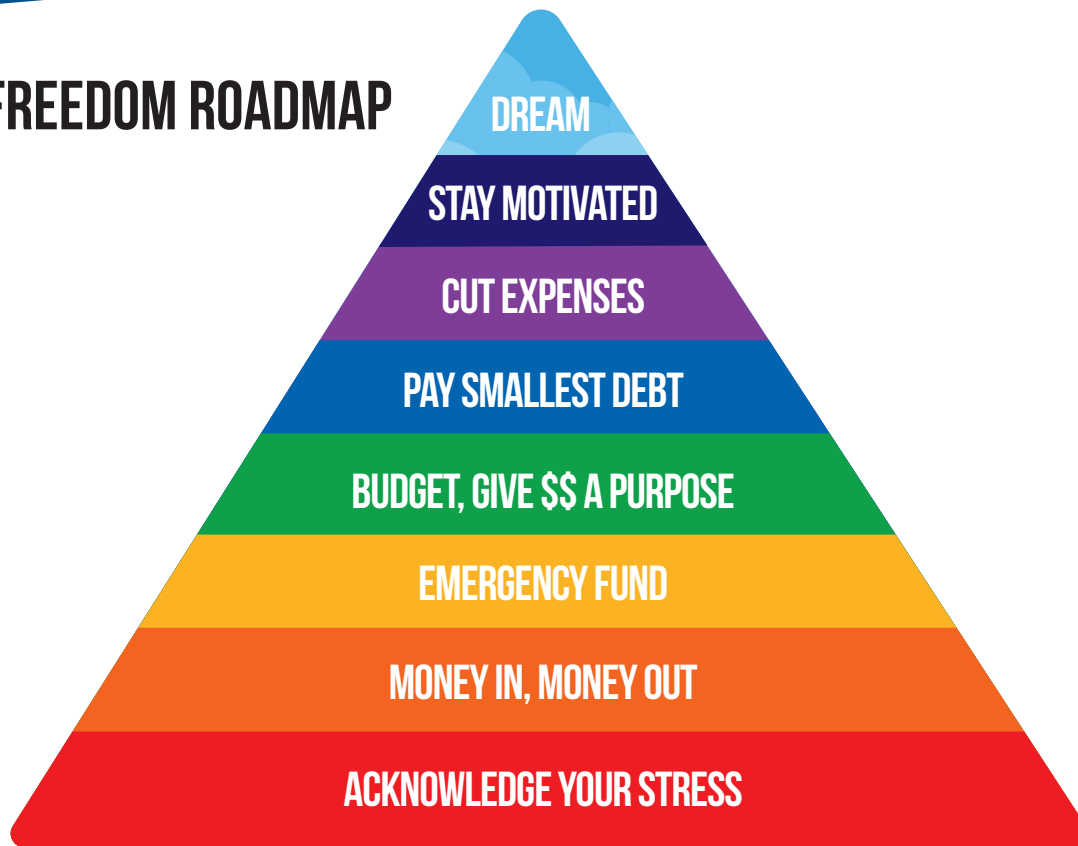 FREEDOM ROADMAP
DREAM
STAY MOTIVATED
CUT EXPENSES
PAY SMALLEST DEBT
BUDGET, GIVE $$ A PURPOSE
EMERGENCY FUND
MONEY IN, MONEY OUT
ACKNOWLEDGE YOUR STRESS